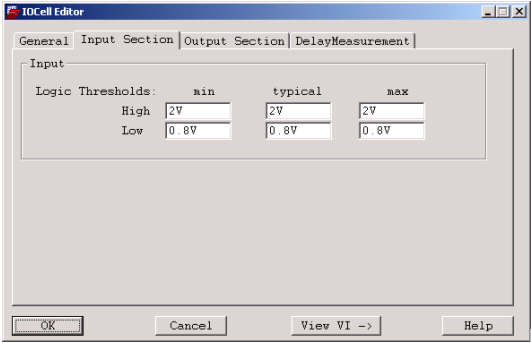 IOCell Editor
General Input Section Output Section DelayMeasurement
Input
Logic Thresholds: min typical max
High 2V 2V 2V
Low 0.8V 0.8V 0.8V
OK Cancel View VI -> Help